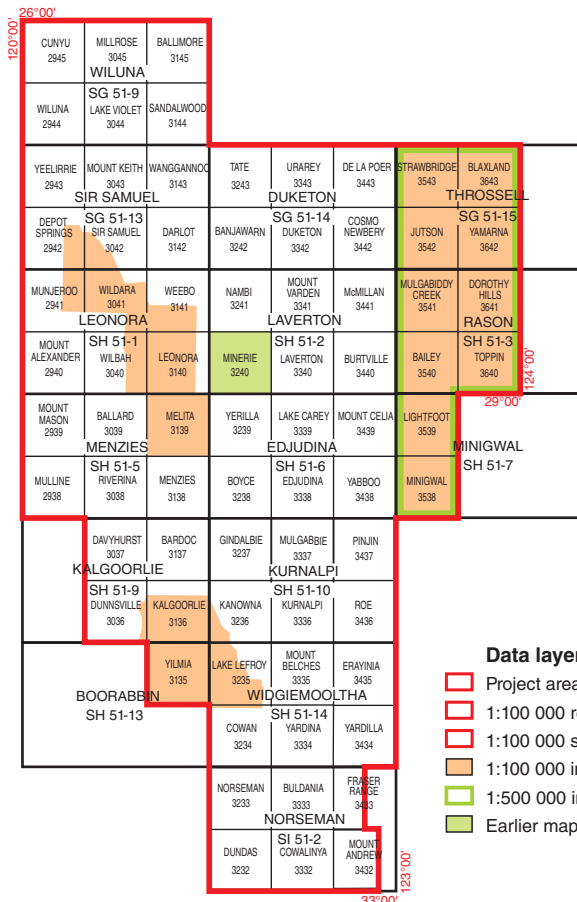 26°00'
120°00'
CUNYU MILLROSE BALLIMORE
2945 3045 3145
WILUNA
SG 51-9
WILUNA LAKE VIOLET SANDALWOOD
2944 3044 3144
YEELIRRIE MOUNT KEITH WANGGANNOO TATE URAREY DE LA POER STRAWBRIDGE BLAXLAND
2943 3043 3143 3243 3343 3443 3543 3643
SIR SAMUEL DUKETON THROSSELL
SG 51-13 SG 51-14 SG 51-15
DEPOT SPRINGS SIR SAMUEL DARLOT BANJAWARN DUKETON COSMO NEWBERY JUTSON YAMARNA
2942 3042 3142 3242 3342 3442 3542 3642
MUNJEROO WILDARA WEEBO NAMBI MOUNT VARDEN McMILLAN MULGABIDDY CREEK DOROTHY HILLS
2941 3041 3141 3241 3341 3441 3541 3641
LEONORA LAVERTON RASON
SH 51-1 SH 51-2 SH 51-3
MOUNT ALEXANDER WILBAH LEONORA MINERIE LAVERTON BURTVILLE BAILEY TOPPIN
2940 3040 3140 3240 3340 3440 3540 3640
124°00'
29°00'
MOUNT MASON BALLARD MELITA YERILLA LAKE CAREY MOUNT CELIA LIGHTFOOT
2939 3039 3139 3239 3339 3439 3539
MENZIES EDJUDINA MINIGWAL
SH 51-5 SH 51-6 SH 51-7
MULLINE RIVERINA MENZIES BOYCE EDJUDINA YABBOO MINIGWAL
2938 3038 3138 3238 3338 3438 3538
DAVYHURST BARDOC GINDALBIE MULGABBIE PINJIN
3037 3137 3237 3337 3437
KALGOORLIE KURNALPI
SH 51-9 SH 51-10
DUNNSVILLE KALGOORLIE KANOWNA KURNALPI ROE
3036 3136 3236 3336 3436
YILMIA LAKE LEFROY MOUNT BELCHES ERAYINIA
3135 3235 3335 3435
BOORABBIN WIDGIEMOOLTHA
SH 51-13 SH 51-14
COWAN YARDINA YARDILLA
3234 3334 3434
NORSEMAN BULDANIA FRASER RANGE
3233 3333 3433
NORSEMAN
SI 51-2
DUNDAS COWALINYA MOUNT ANDREW
3232 3332 3432
123°00'
33°00'
Data layer
Project area
1:100 000 r
1:100 000 s
1:100 000 i
1:500 000 i
Earlier map